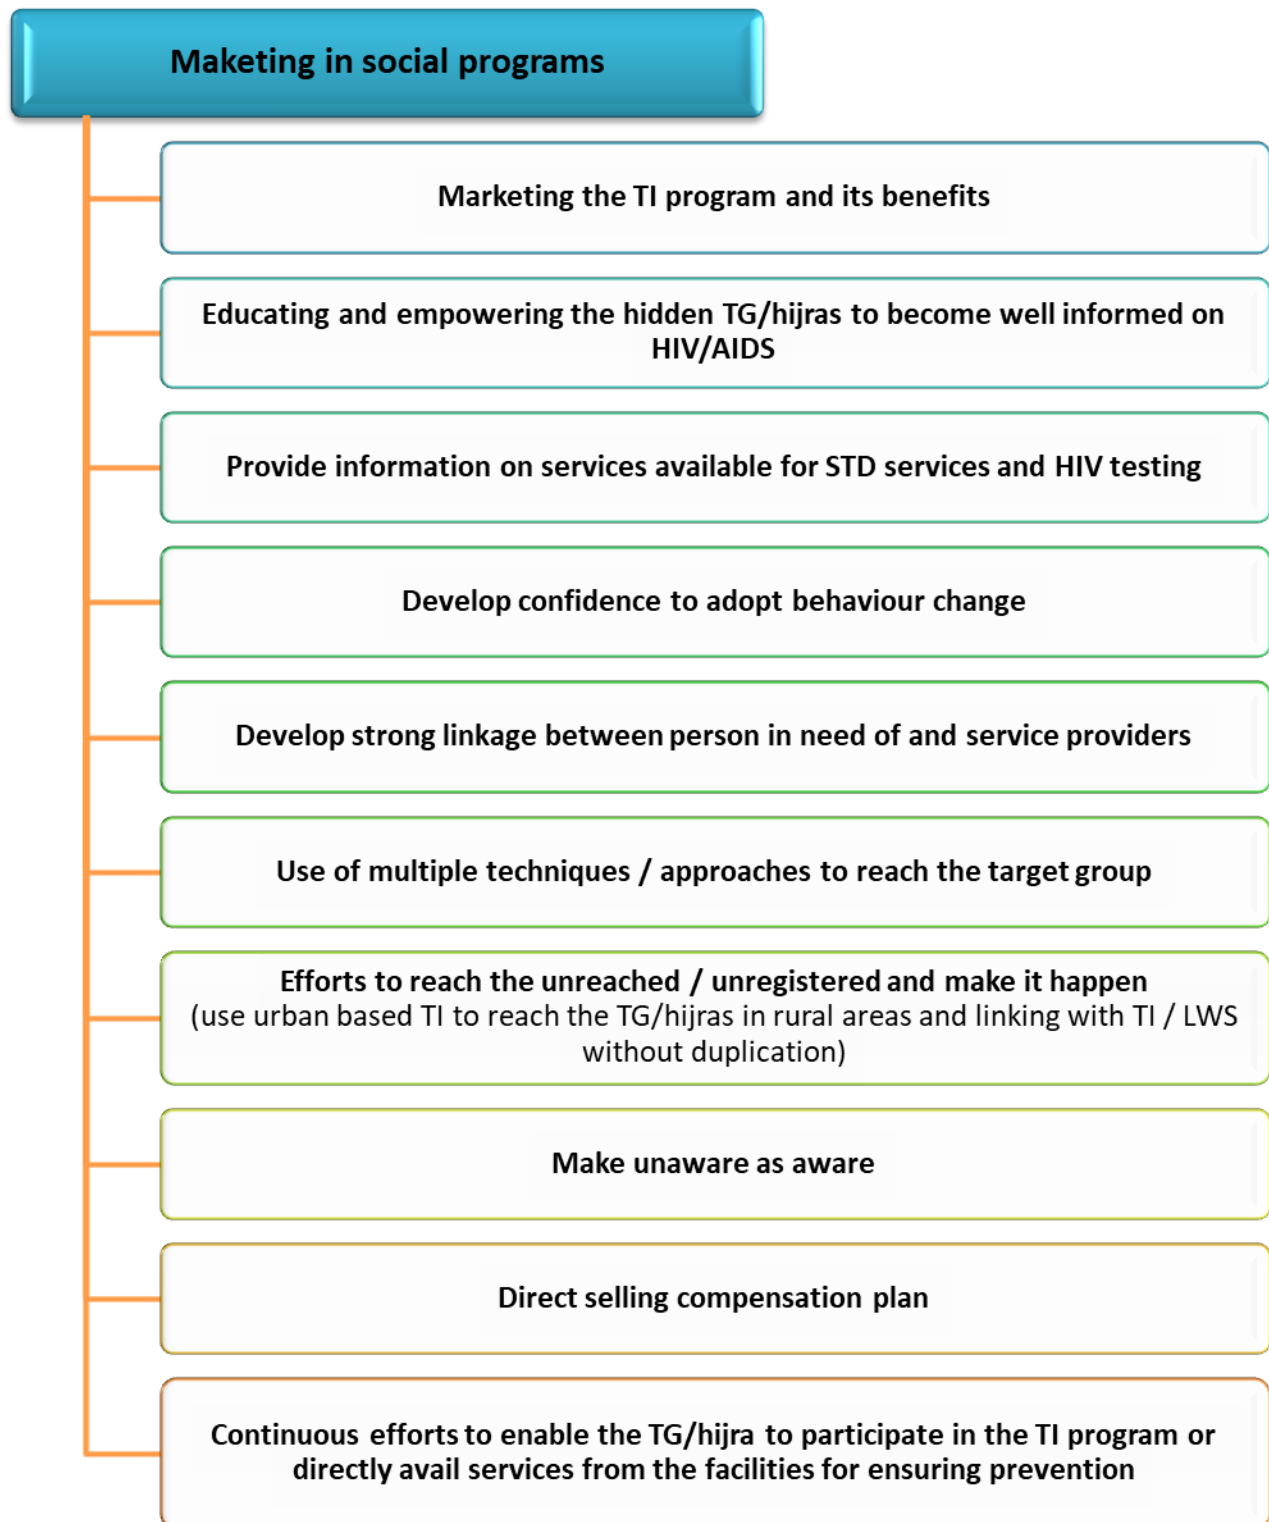 Maketing in social programs
Marketing the TI program and its benefits
Educating and empowering the hidden TG/hijras to become well informed on
HIV/AIDS
Provide information on services available for STD services and HIV testing
Develop confidence to adopt behaviour change
Develop strong linkage between person in need of and service providers
Use of multiple techniques / approaches to reach the target group
Efforts to reach the unreached / unregistered and make it happen
(use urban based TI to reach the TG/hijras in rural areas and linking with TI / LWS
without duplication)
Make unaware as aware
Direct selling compensation plan
Continuous efforts to enable the TG/hijra to participate in the TI program or
directly avail services from the facilities for ensuring prevention